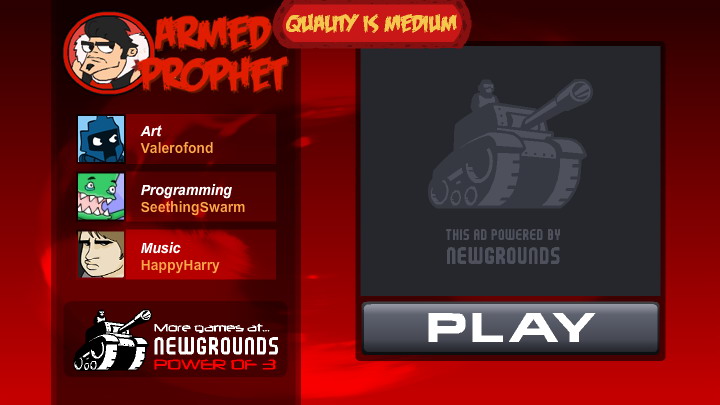 ARMED
PROPHET
QUALITY IS MEDIUM
Art
Valerofond
Programming
SeethingSwarm
Music
HappyHarry
More games at...
NEWGROUNDS
POWER OF 3
THIS AD POWERED BY
NEWGROUNDS
PLAY